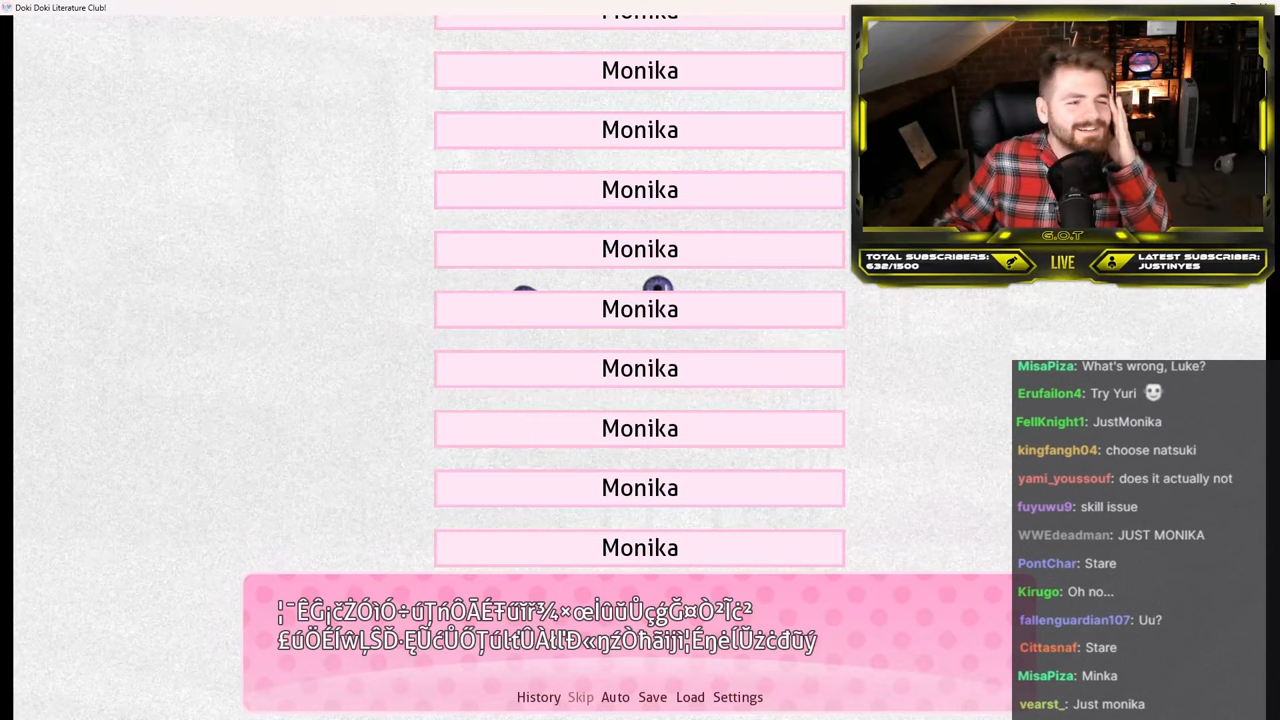 Doki Doki Literature Club!
Monika
Monika
Monika
Monika
Monika
Monika
Monika
Monika
Monika
Monika
History Skip Auto Save Load Settings
G.O.T
TOTAL SUBSCRIBERS:
632/1500
LIVE
LATEST SUBSCRIBER:
JUSTINYES
MisaPiza: What's wrong, Luke?
Erufailon4: Try Yuri
FellKnight1: JustMonika
kingfangh04: choose natsuki
yami_youssouf: does it actually not
fuyuwu9: skill issue
WWEdeadman: JUST MONIKA
PontChar: Stare
Kirugo: Oh no...
fallenguardian107: Uu?
Cittasnaf: Stare
MisaPiza: Minka
vearst_: Just monika